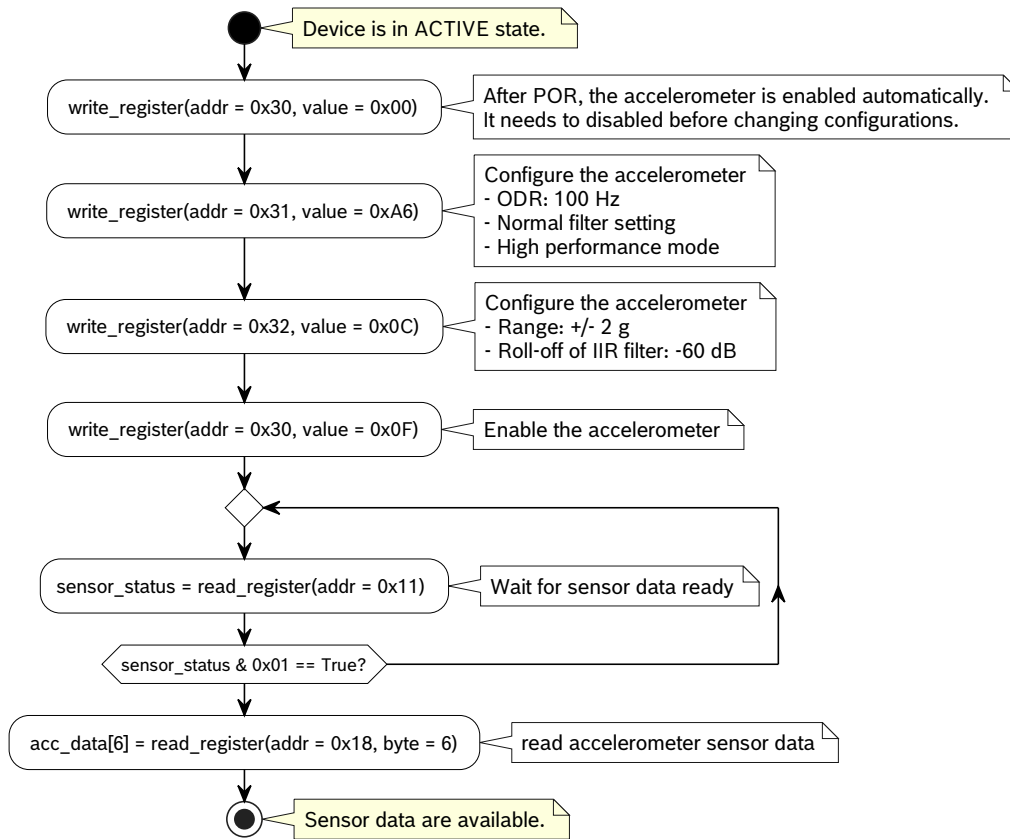 Device is in ACTIVE state.
write_register(addr = 0x30, value = 0x00)
After POR, the accelerometer is enabled automatically.
It needs to disabled before changing configurations.
write_register(addr = 0x31, value = 0xA6)
Configure the accelerometer
- ODR: 100 Hz
- Normal filter setting
- High performance mode
write_register(addr = 0x32, value = 0x0C)
Configure the accelerometer
- Range: +/- 2 g
- Roll-off of IIR filter: -60 dB
write_register(addr = 0x30, value = 0x0F)
Enable the accelerometer
sensor_status = read_register(addr = 0x11)
Wait for sensor data ready
sensor_status & 0x01 == True?
acc_data[6] = read_register(addr = 0x18, byte = 6)
read accelerometer sensor data
Sensor data are available.